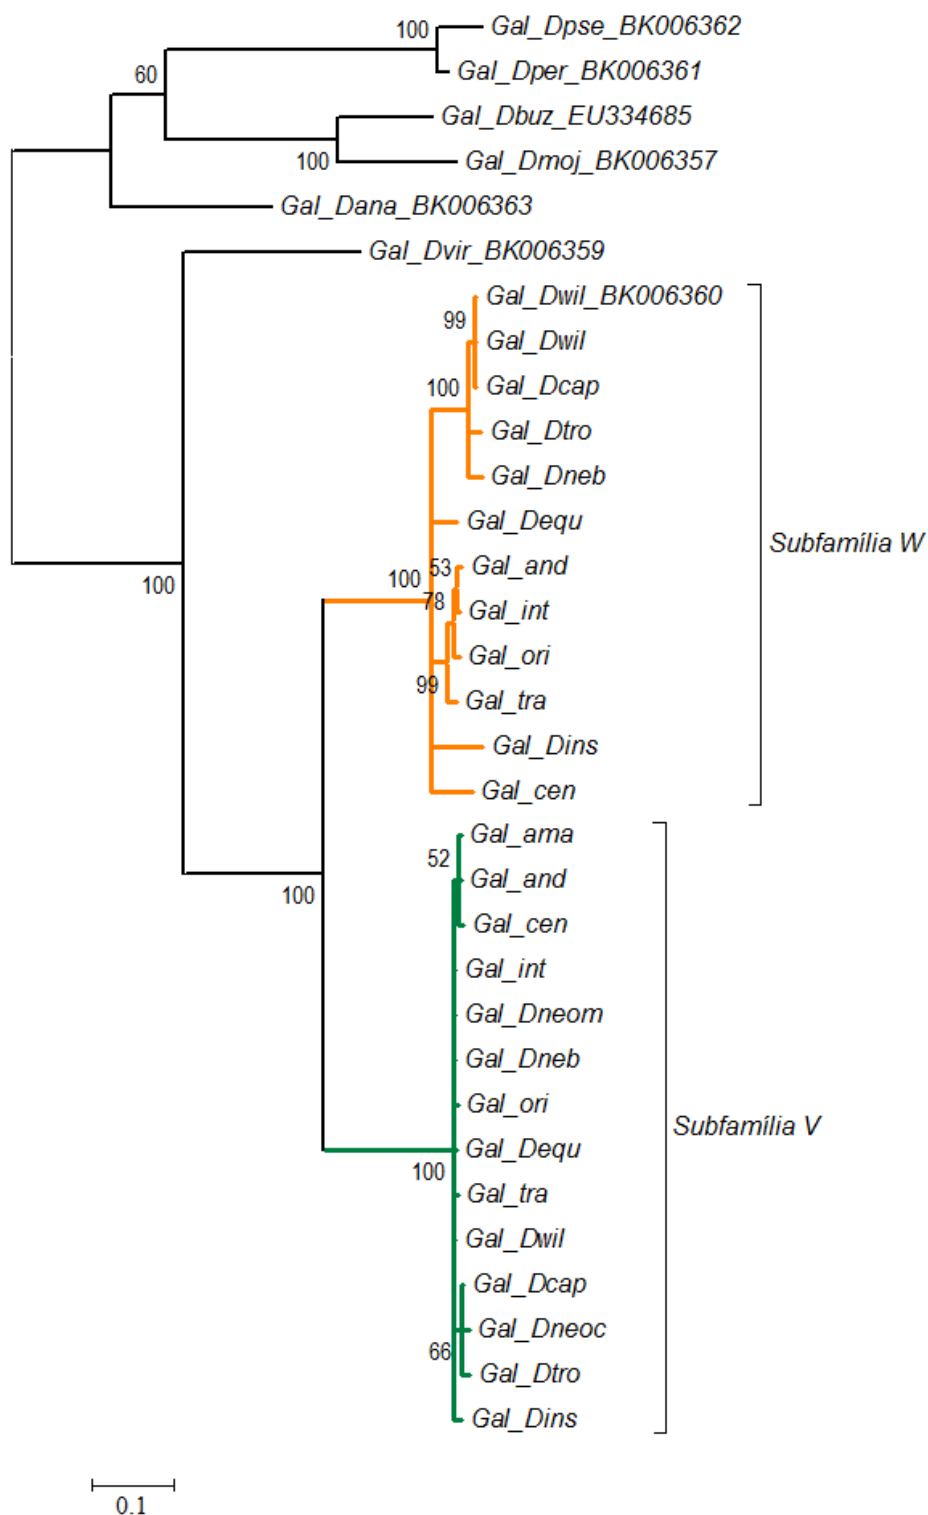 100
Gal_Dpse_BK006362
Gal_Dper_BK006361
60
Gal_Dbuz_EU334685
100
Gal_Dmoj_BK006357
Gal_Dana_BK006363
Gal_Dvir_BK006359
Gal_Dwil_BK006360
99
Gal_Dwil
100
Gal_Dcap
Gal_Dtro
Gal_Dneb
Gal_Dequ
Subfamília W
53
Gal_and
100
100
78
Gal_int
Gal_ori
99
Gal_tra
Gal_Dins
Gal_cen
Gal_ama
52
Gal_and
100
Gal_cen
Gal_int
Gal_Dneom
Gal_Dneb
Gal_ori
Subfamília V
Gal_Dequ
100
Gal_tra
Gal_Dwil
Gal_Dcap
Gal_Dneoc
66
Gal_Dtro
Gal_Dins
0.1